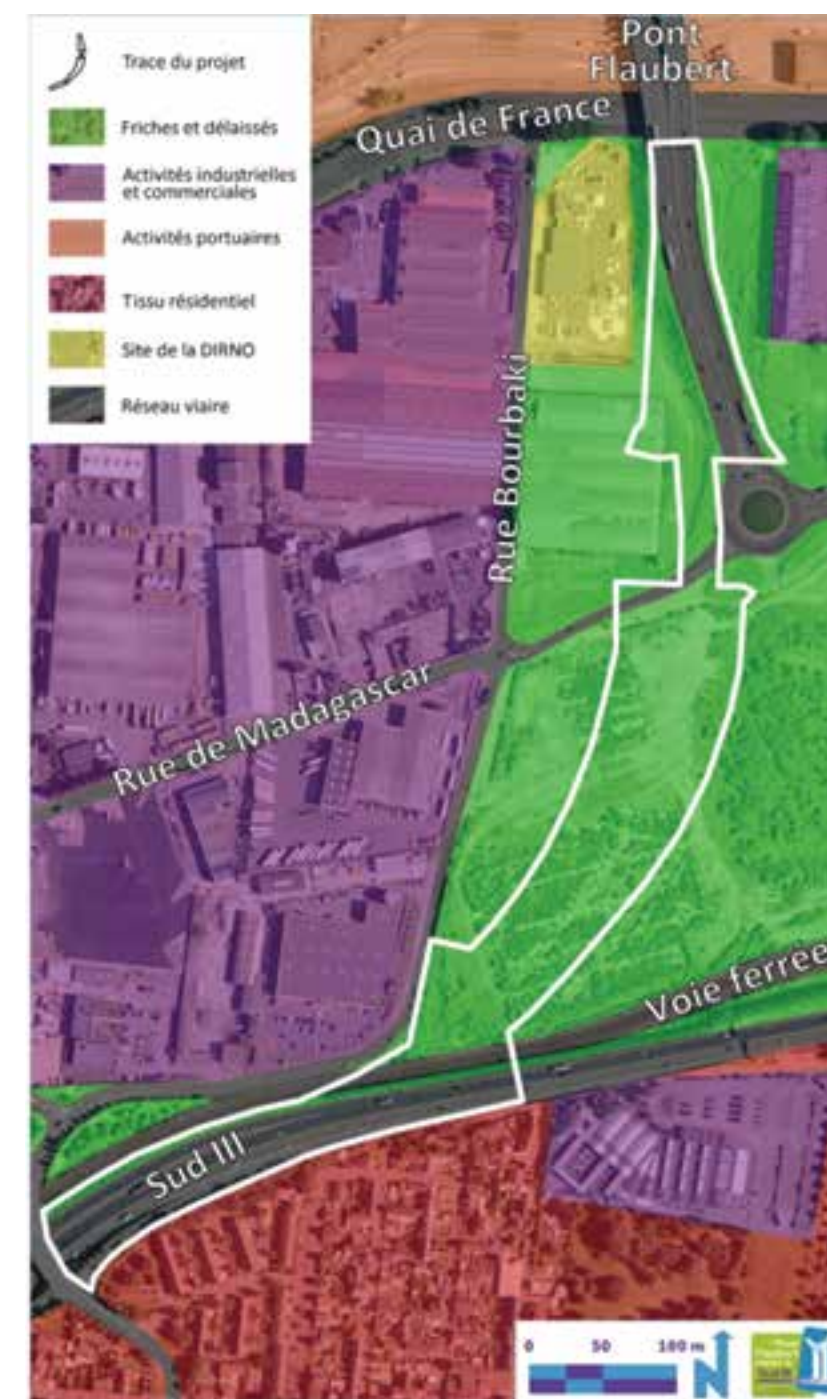 Trace du projet
Friches et délaissés
Activités industrielles
et commerciales
Activités portuaires
Tissu résidentiel
Site de la DIRNO
Réseau viaire
Pont
Flaubert
Quai de France
Rue Bourbaki
Rue de Madagascar
Voie ferrée
Sud III
0 50 100 m
N